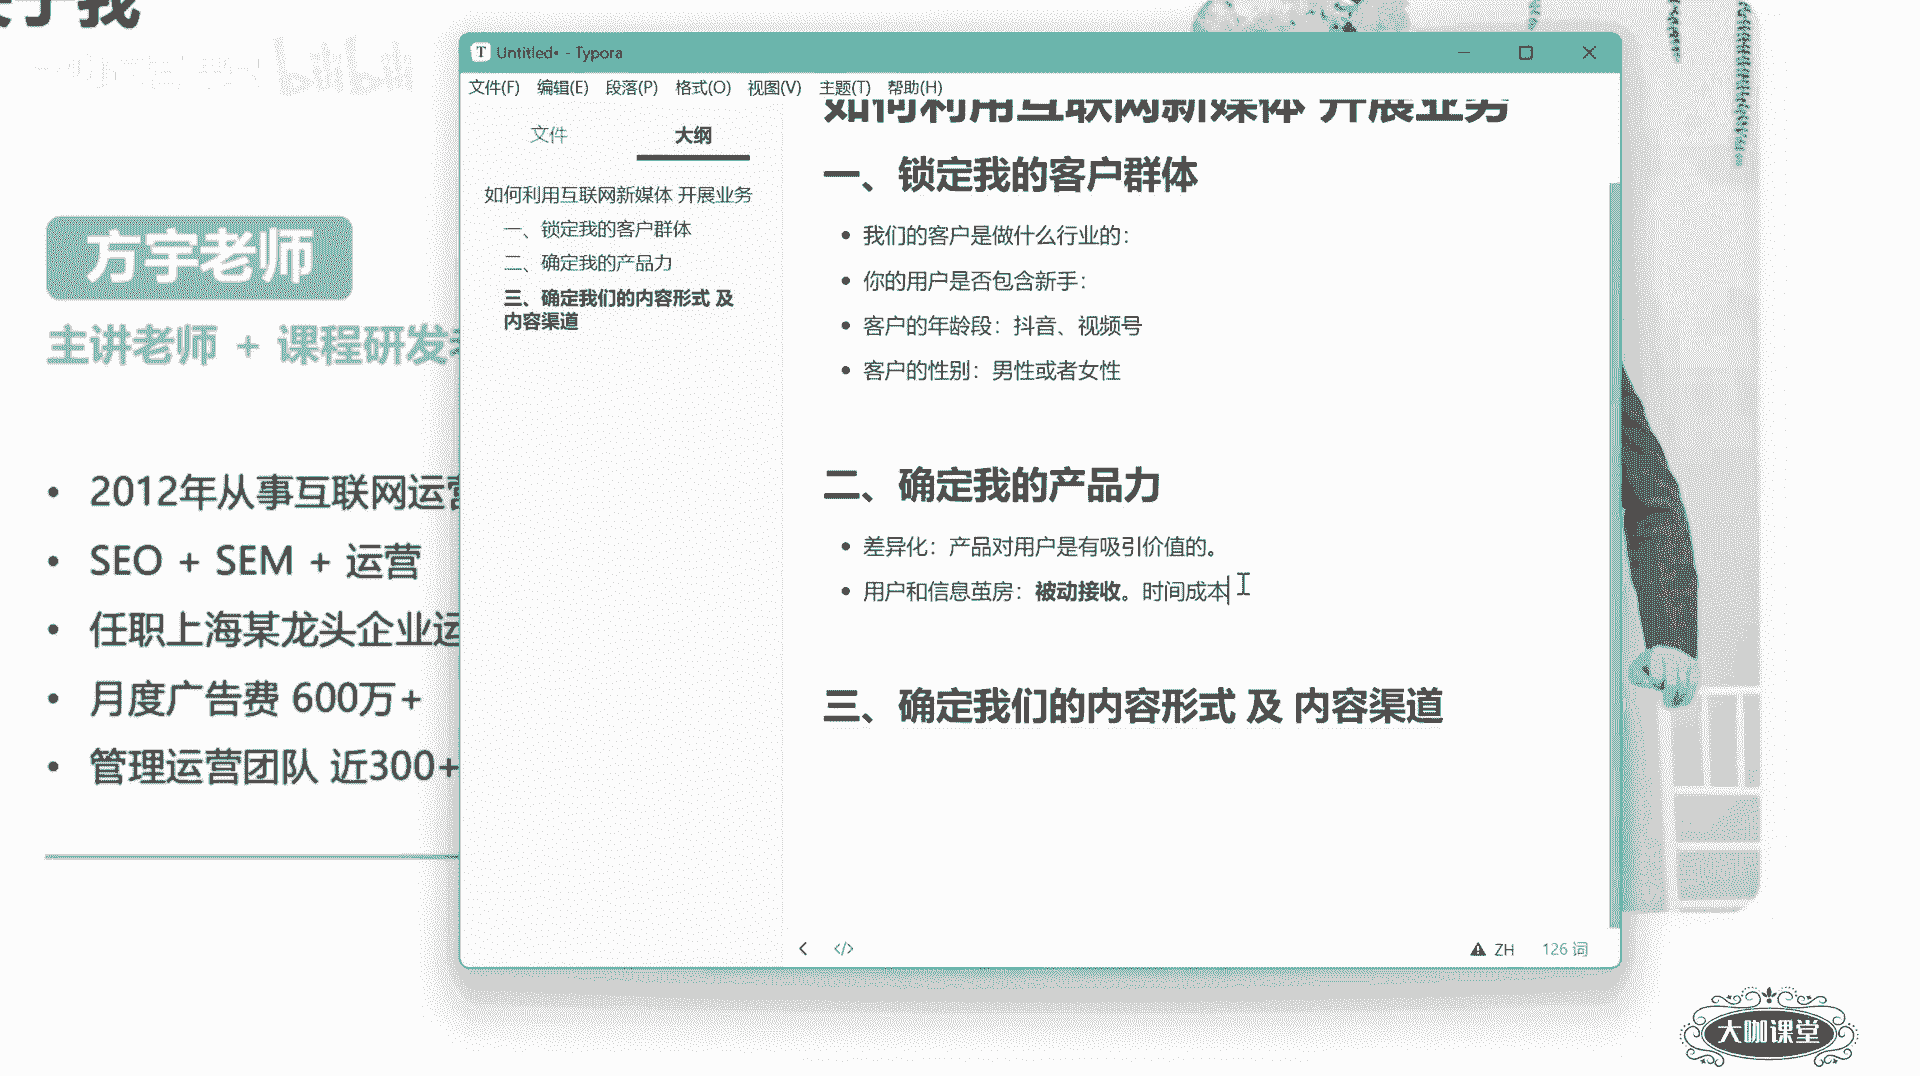 关于我
bilibili
方宇老师
主讲老师 + 课程研发
2012年从事互联网运营
SEO + SEM + 运营
任职上海某龙头企业运
月度广告费 600万+
管理运营团队 近300+
T Untitled• - Typora
文件(F) 编辑(E) 段落(P) 格式(O) 视图(V) 主题(T) 帮助(H)
文件 大纲
如何利用互联网新媒体 开展业务
一、锁定我的客户群体
二、确定我的产品力
三、确定我们的内容形式 及
内容渠道
如何利用互联网新媒体 开展业务
一、锁定我的客户群体
我们的客户是做什么行业的：
你的用户是否包含新手：
客户的年龄段：抖音、视频号
客户的性别：男性或者女性
二、确定我的产品力
差异化：产品对用户是有吸引价值的。
用户和信息茧房：被动接收。时间成本
三、确定我们的内容形式 及 内容渠道
ZH 126 词
大咖课堂